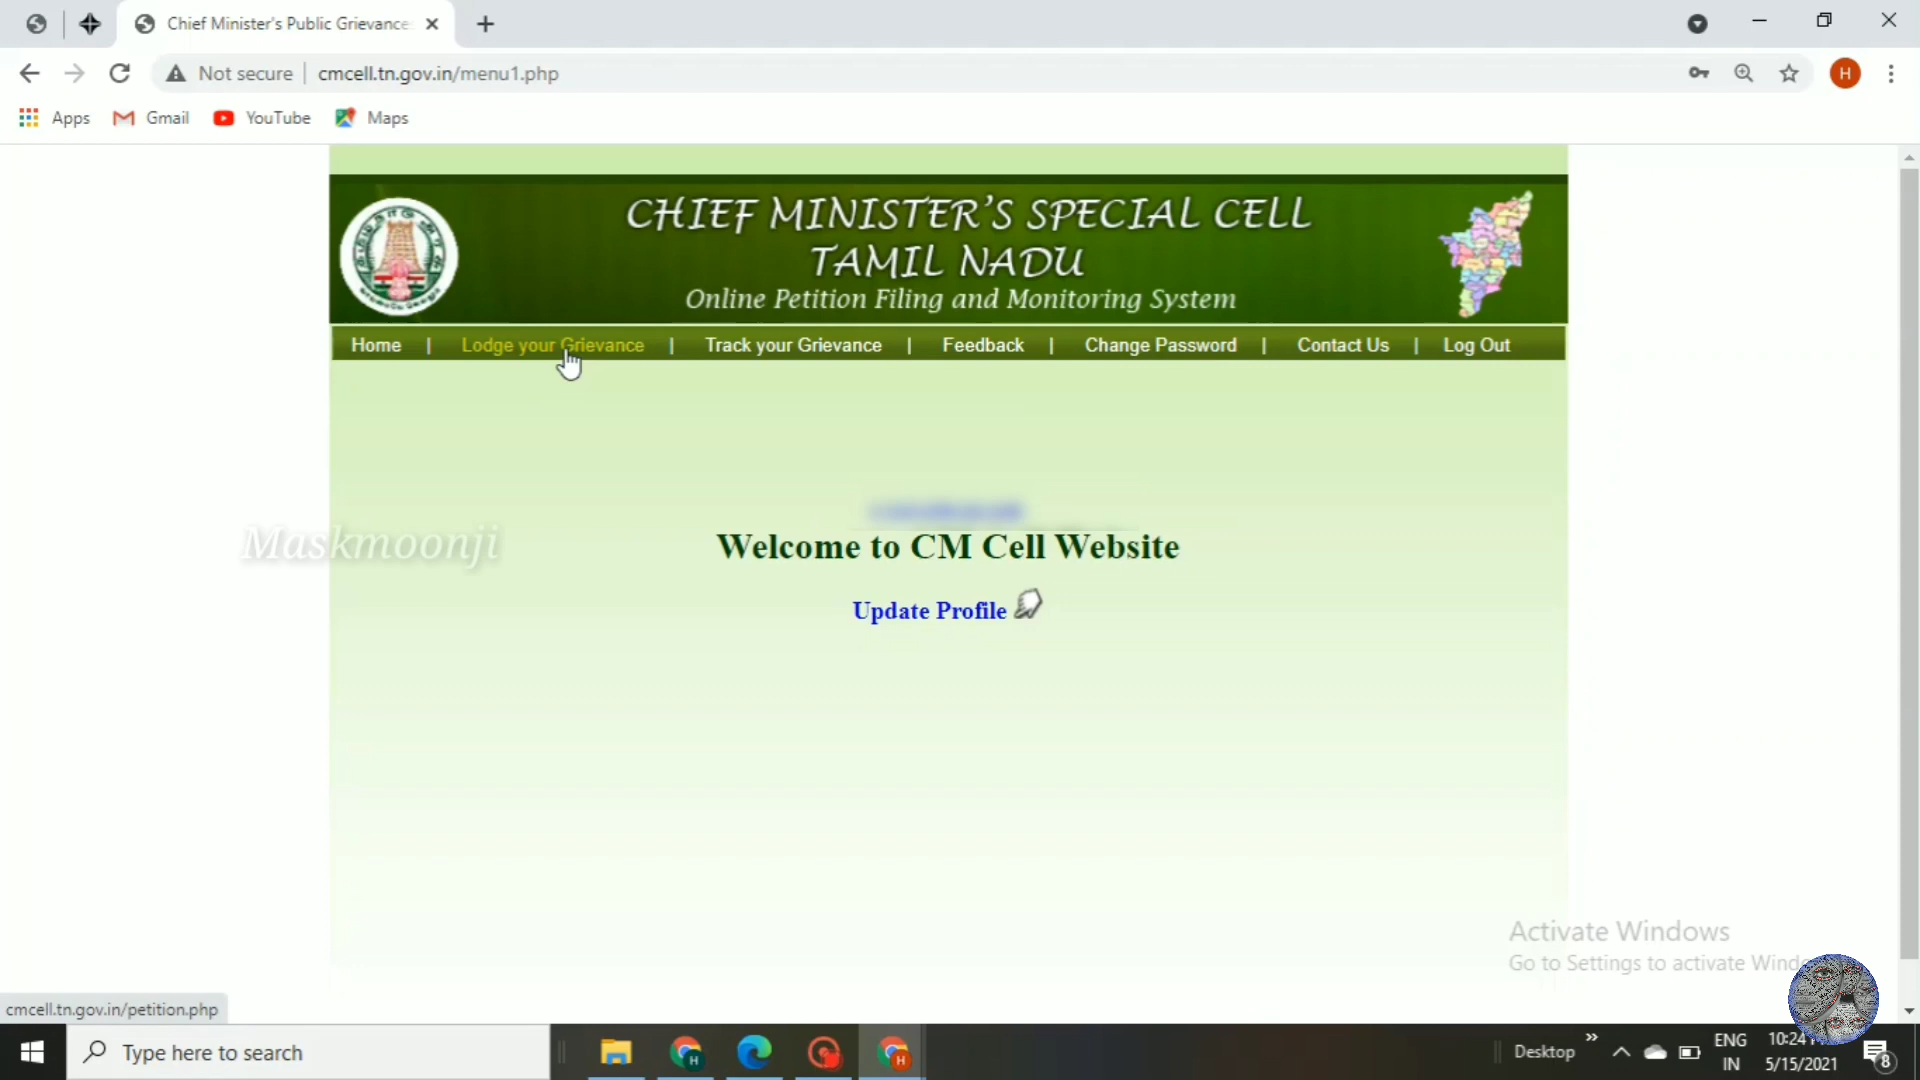 Chief Minister's Public Grievance
Not secure | cmcell.tn.gov.in/menu1.php
H
Apps Gmail YouTube Maps
CHIEF MINISTER'S SPECIAL CELL
TAMIL NADU
Online Petition Filing and Monitoring System
Home | Lodge your Grievance | Track your Grievance | Feedback | Change Password | Contact Us | Log Out
Maskmoonji
Welcome to CM Cell Website
Update Profile
Activate Windows
Go to Settings to activate
cmcell.tn.gov.in/petition.php
Type here to search
H
H
Desktop
ENG
IN
10:24
5/15/2021
8